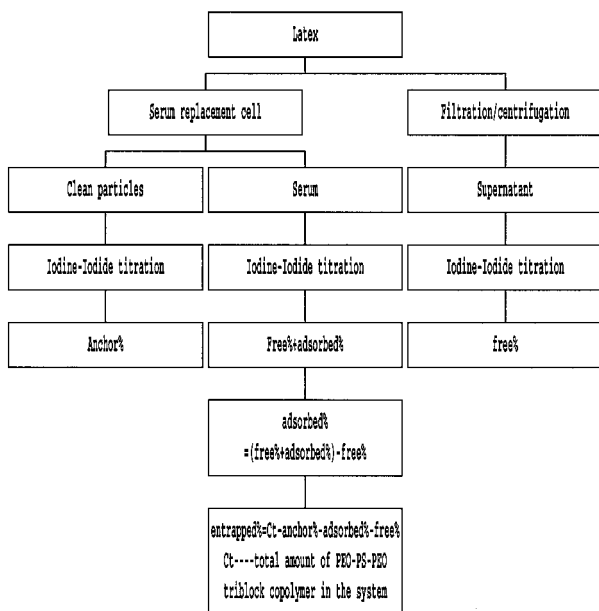 Latex
Serum replacement cell
Filtration/centrifugation
Clean particles
Serum
Supernatant
Iodine-Iodide titration
Iodine-Iodide titration
Iodine-Iodide titration
Anchor%
Free%+adsorbed%
free%
adsorbed%
=(free%+adsorbed%)-free%
entrapped%=Ct-anchor%-adsorbed%-free%
Ct----total amount of PEO-PS-PEO
triblock copolymer in the system